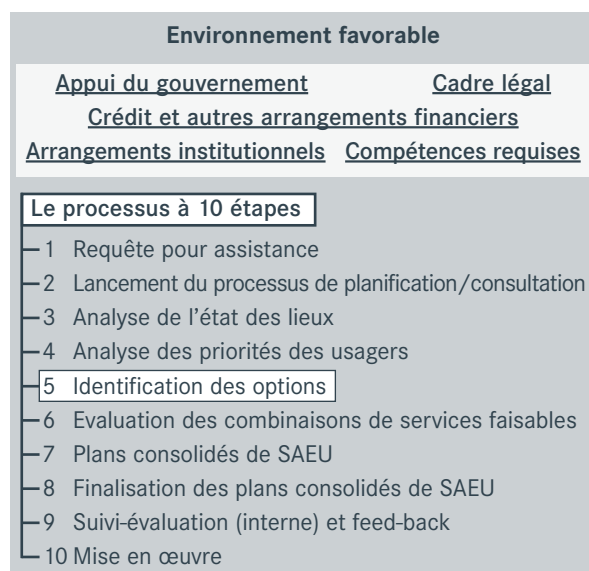 Environnement favorable
Appui du gouvernement Cadre légal
Crédit et autres arrangements financiers
Arrangements institutionnels Compétences requises
Le processus à 10 étapes
1 Requête pour assistance
2 Lancement du processus de planification/consultation
3 Analyse de l'état des lieux
4 Analyse des priorités des usagers
5 Identification des options
6 Evaluation des combinaisons de services faisables
7 Plans consolidés de SAEU
8 Finalisation des plans consolidés de SAEU
9 Suivi-évaluation (interne) et feed-back
10 Mise en œuvre